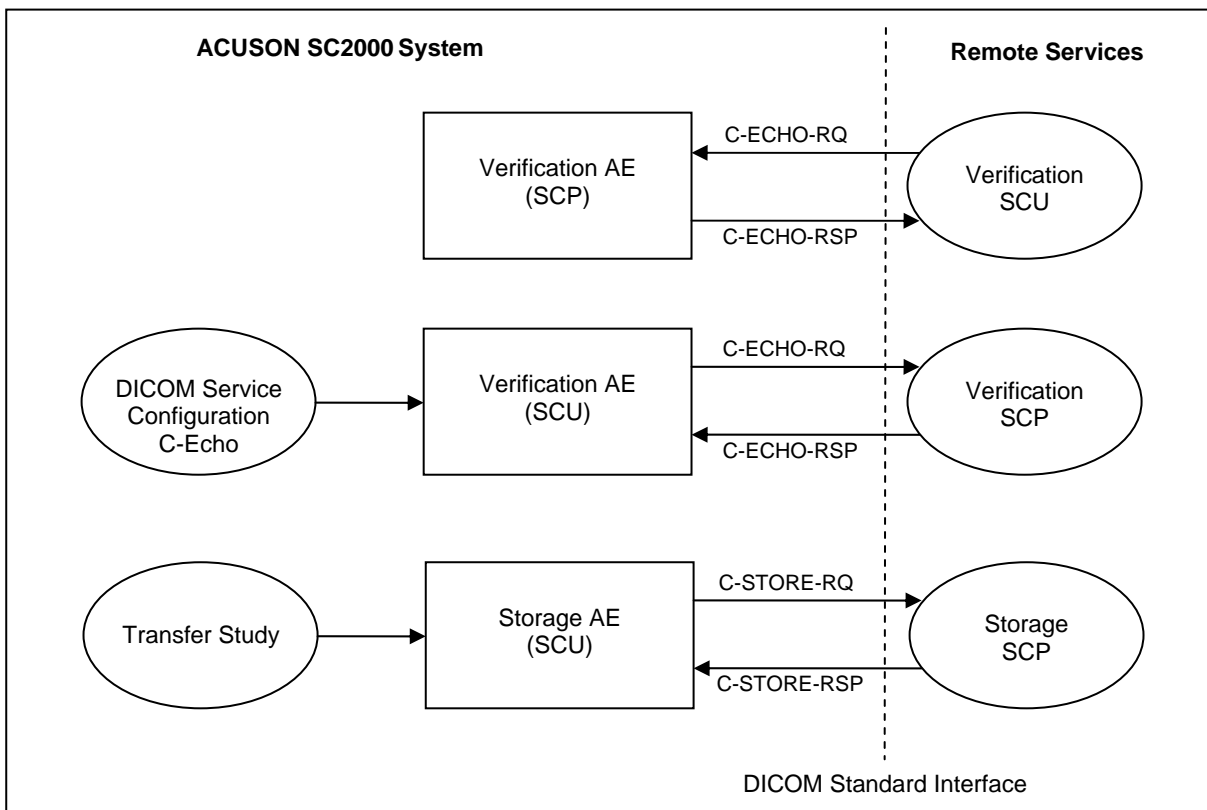 ACUSON SC2000 System
Remote Services
C-ECHO-RQ
Verification AE
(SCP)
Verification
SCU
C-ECHO-RSP
DICOM Service
Configuration
C-Echo
Verification AE
(SCU)
C-ECHO-RQ
Verification
SCP
C-ECHO-RSP
Transfer Study
Storage AE
(SCU)
C-STORE-RQ
Storage
SCP
C-STORE-RSP
DICOM Standard Interface